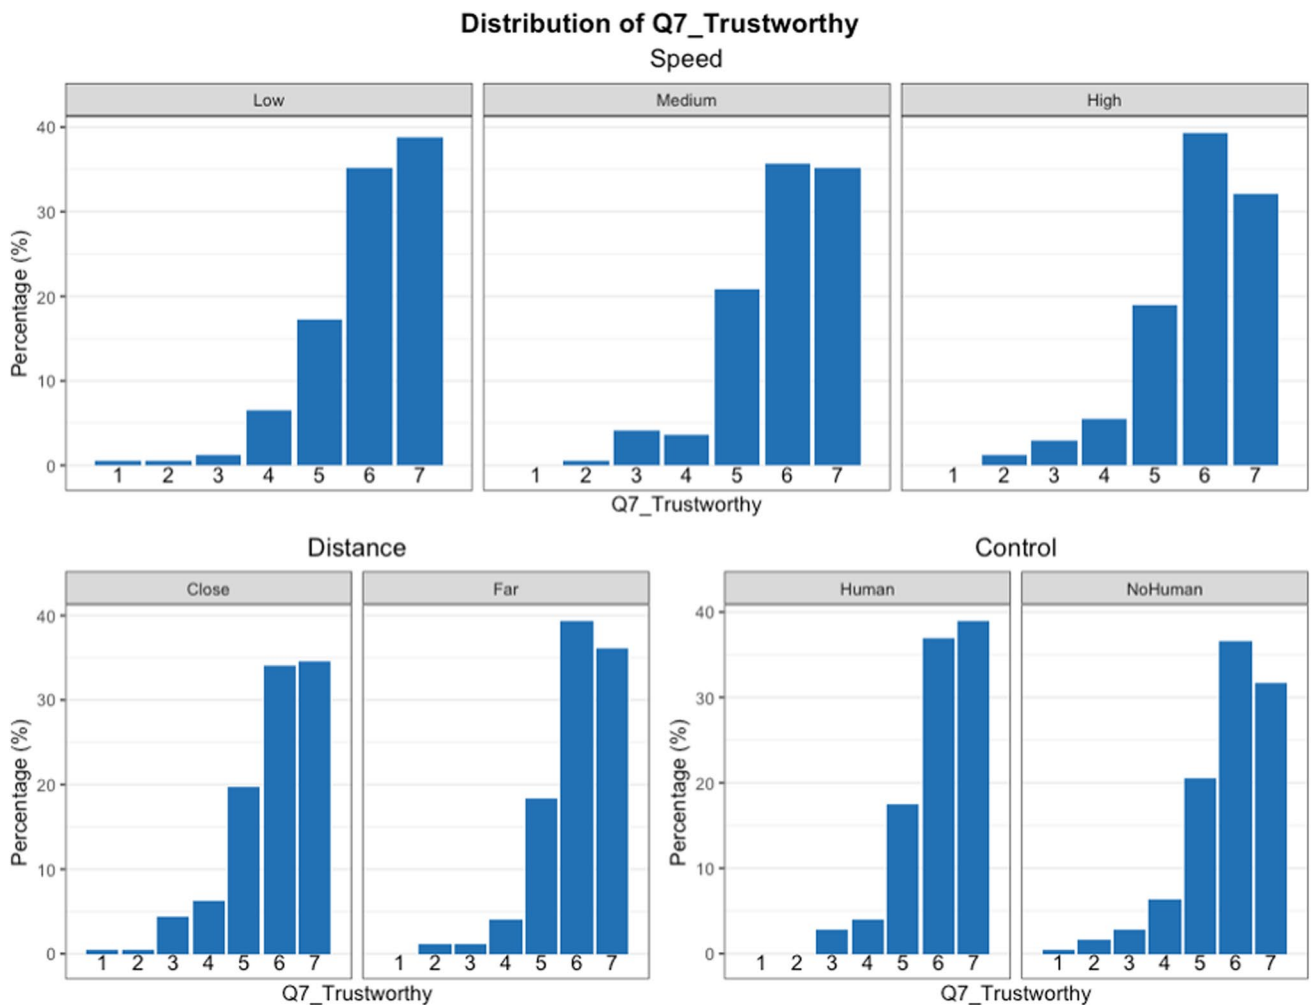 Distribution of Q7_Trustworthy
Speed
Low Medium High
Percentage (%)
40
30
20
10
0
1 2 3 4 5 6 7 1 2 3 4 5 6 7 1 2 3 4 5 6 7
Q7_Trustworthy
Distance
Close Far
Percentage (%)
40
30
20
10
0
1 2 3 4 5 6 7 1 2 3 4 5 6 7
Q7_Trustworthy
Control
Human NoHuman
Percentage (%)
40
30
20
10
0
1 2 3 4 5 6 7 1 2 3 4 5 6 7
Q7_Trustworthy